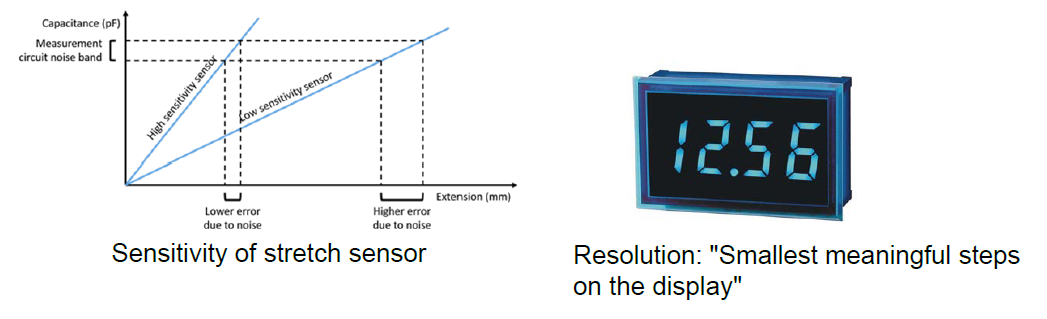 Capacitance (pF)
Measurement
circuit noise band
High sensitivity sensor
Low sensitivity sensor
Extension (mm)
Lower error
due to noise
Higher error
due to noise
Sensitivity of stretch sensor
12.56
Resolution: "Smallest meaningful steps
on the display"